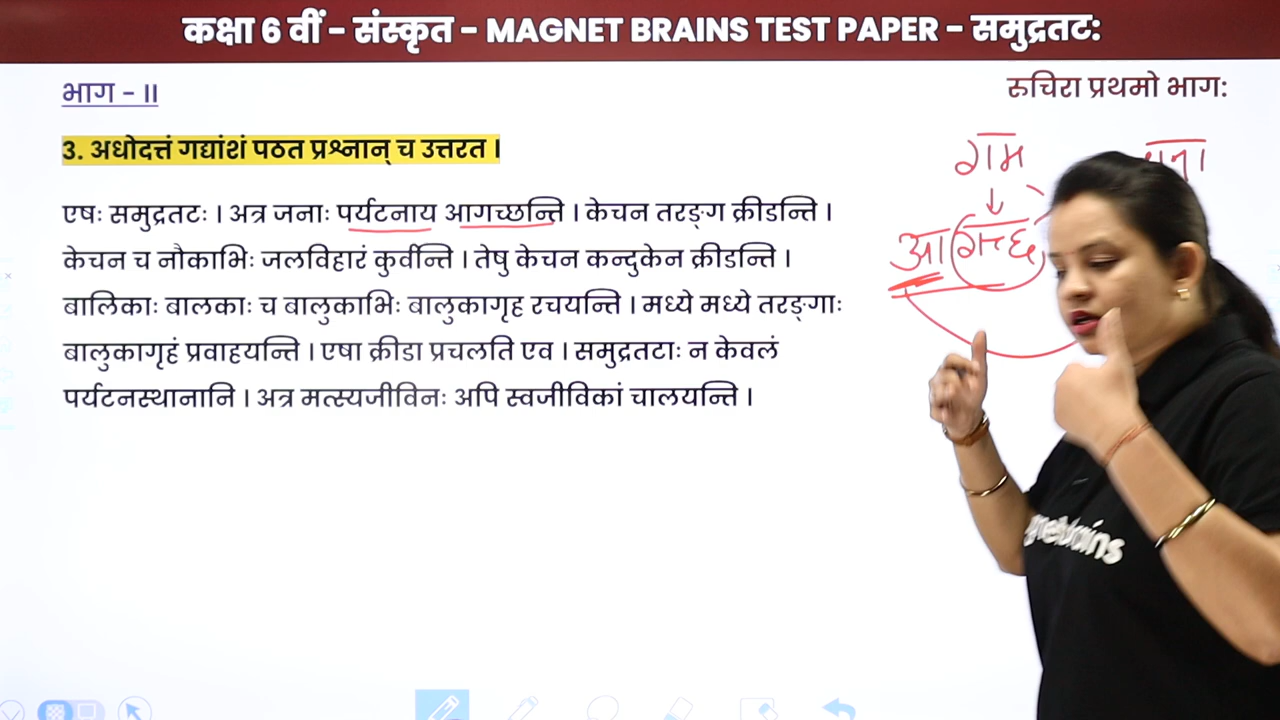 कक्षा 6 वीं - संस्कृत - MAGNET BRAINS TEST PAPER - समुद्रतट:
भाग - II
रुचिरा प्रथमो भाग:
3. अधोदत्तं गद्यांशं पठत प्रश्नान् च उत्तरत ।
गम
एषः समुद्रतटः । अत्र जनाः पर्यटनाय आगच्छन्ति । केचन तरङ्ग क्रीडन्ति ।
आ गच्छ
केचन च नौकाभिः जलविहारं कुर्वन्ति । तेषु केचन कन्दुकेन क्रीडन्ति ।
बालिकाः बालकाः च बालुकाभिः बालुकागृह रचयन्ति । मध्ये मध्ये तरङ्गाः
बालुकागृहं प्रवाहयन्ति । एषा क्रीडा प्रचलति एव । समुद्रतटाः न केवलं
पर्यटनस्थानानि । अत्र मत्स्यजीविनः अपि स्वजीविकां चालयन्ति ।